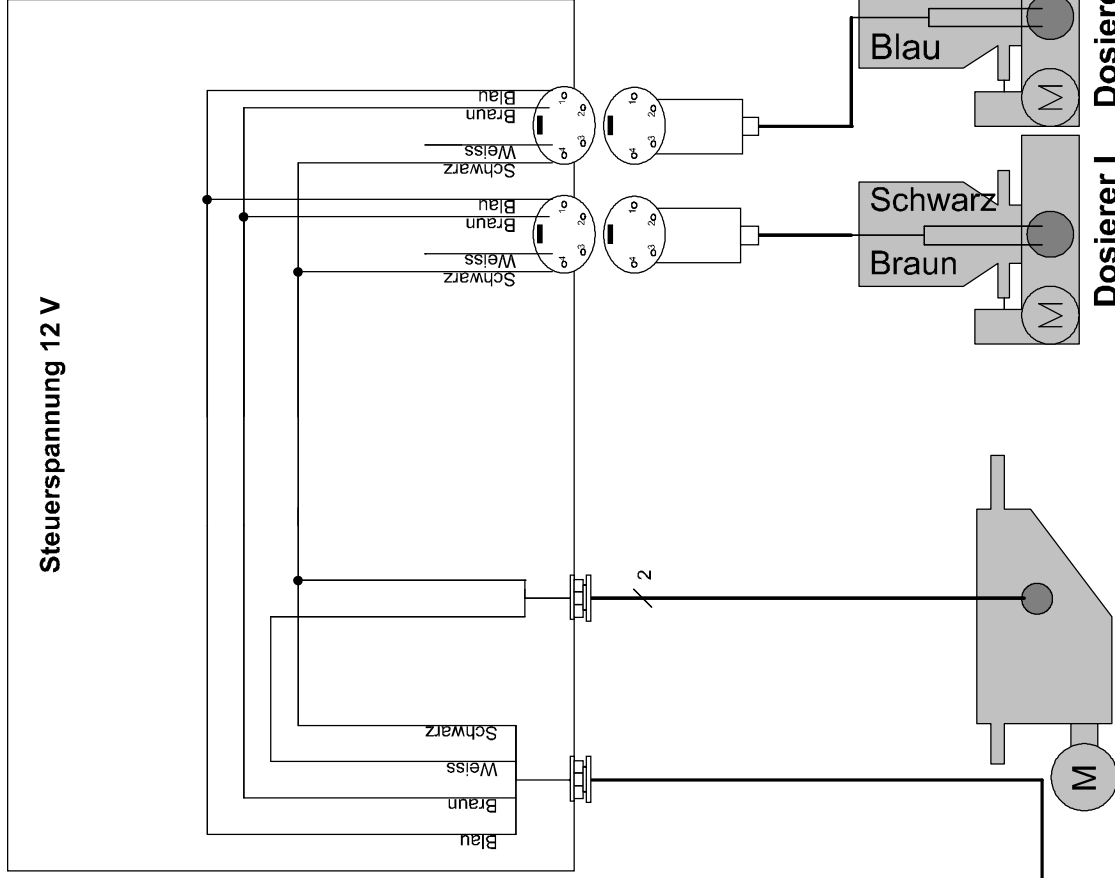 Steuerspannung 12 V
Blau
Braun
Weiss
Schwarz
1
2
3
4
1
2
3
4
Blau
Braun
Weiss
Schwarz
1
2
3
4
1
2
3
4
Blau
M
Dosiere
Schwarz
Braun
M
Dosierer I
2
Schwarz
Weiss
Braun
Blau
M